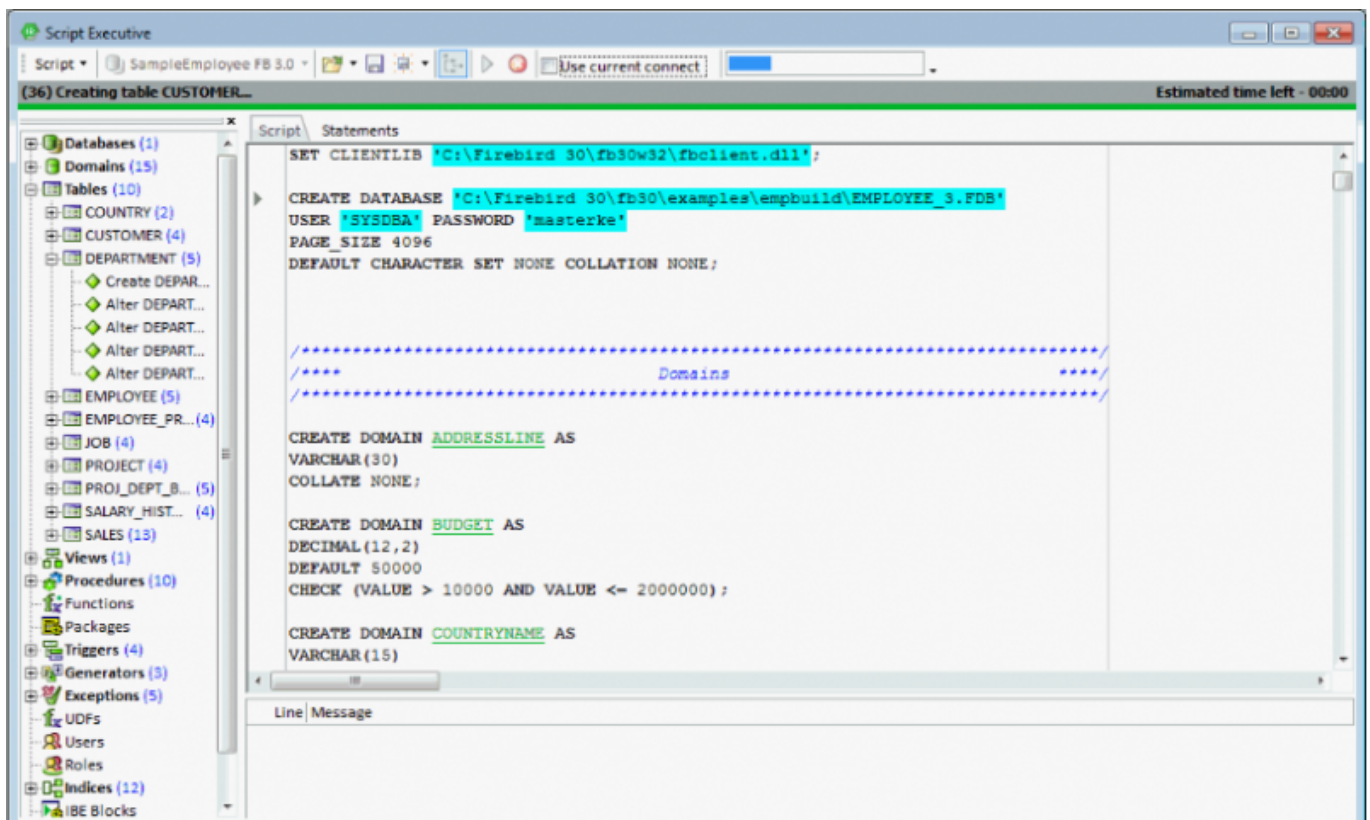 Script Executive
Script SampleEmployee FB 3.0 Use current connect
(36) Creating table CUSTOMER... Estimated time left - 00:00
Databases (1)
Domains (15)
Tables (10)
COUNTRY (2)
CUSTOMER (4)
DEPARTMENT (5)
Create DEPAR...
Alter DEPART...
Alter DEPART...
Alter DEPART...
Alter DEPART...
EMPLOYEE (5)
EMPLOYEE_PR...(4)
JOB (4)
PROJECT (4)
PROJ_DEPT_B... (5)
SALARY_HIST... (4)
SALES (13)
Views (1)
Procedures (10)
Functions
Packages
Triggers (4)
Generators (3)
Exceptions (5)
UDFs
Users
Roles
Indices (12)
IBE Blocks
Script Statements
SET CLIENTLIB 'C:\Firebird 30\fb30w32\fbclient.dll';
CREATE DATABASE 'C:\Firebird 30\fb30\examples\empbuild\EMPLOYEE_3.FDB'
USER 'SYSDBA' PASSWORD 'masterke'
PAGE_SIZE 4096
DEFAULT CHARACTER SET NONE COLLATION NONE;
/******************************************************************************/
/**** Domains ****/
/******************************************************************************/
CREATE DOMAIN ADDRESSLINE AS
VARCHAR(30)
COLLATE NONE;
CREATE DOMAIN BUDGET AS
DECIMAL(12,2)
DEFAULT 50000
CHECK (VALUE > 10000 AND VALUE <= 2000000);
CREATE DOMAIN COUNTRYNAME AS
VARCHAR(15)
Line Message